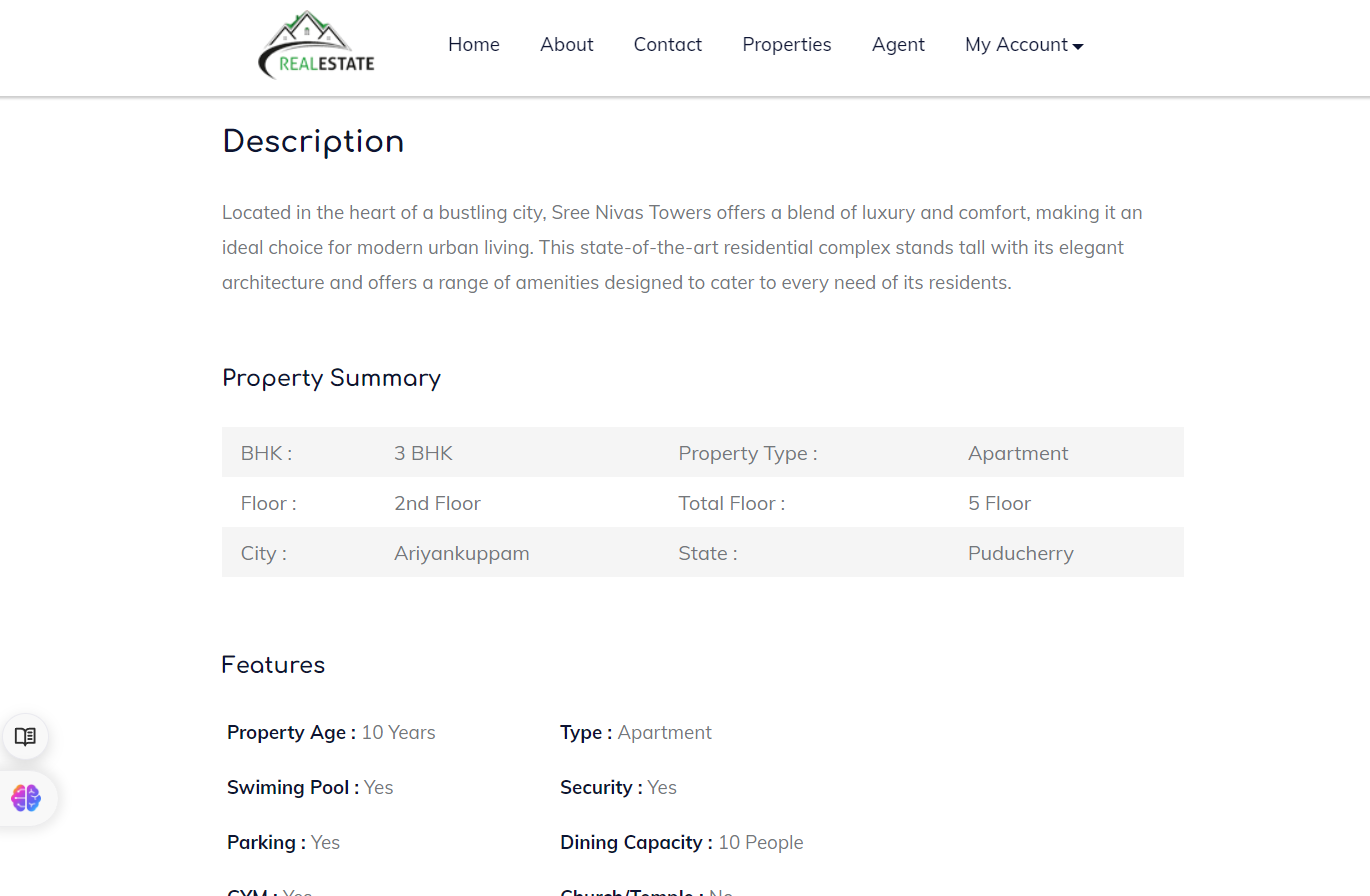 REALESTATE
Home About Contact Properties Agent My Account
Description
Located in the heart of a bustling city, Sree Nivas Towers offers a blend of luxury and comfort, making it an
ideal choice for modern urban living. This state-of-the-art residential complex stands tall with its elegant
architecture and offers a range of amenities designed to cater to every need of its residents.
Property Summary
BHK : 3 BHK Property Type : Apartment
Floor : 2nd Floor Total Floor : 5 Floor
City : Ariyankuppam State : Puducherry
Features
Property Age : 10 Years Type : Apartment
Swiming Pool : Yes Security : Yes
Parking : Yes Dining Capacity : 10 People
GYM : Yes Church/Temple : No